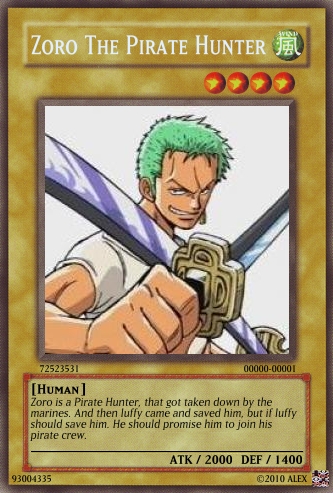 ZORO THE PIRATE HUNTER
WIND
風
72523531 00000-00001
[HUMAN]
Zoro is a Pirate Hunter, that got taken down by the
marines. And then luffy came and saved him, but if luffy
should save him. He should promise him to join his
pirate crew.
ATK / 2000 DEF / 1400
93004335 ©2010 ALEX